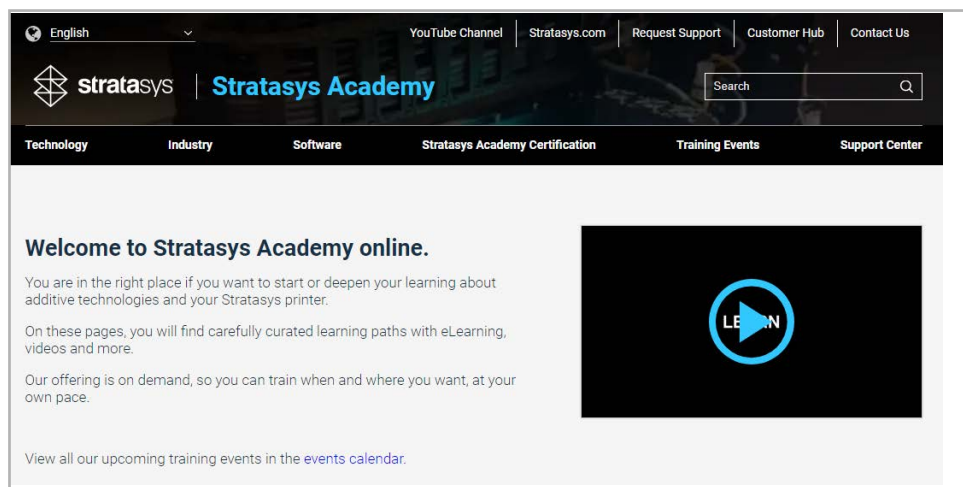 English
YouTube Channel
Stratasys.com
Request Support
Customer Hub
Contact Us
stratasys
Stratasys Academy
Search
Technology
Industry
Software
Stratasys Academy Certification
Training Events
Support Center
Welcome to Stratasys Academy online.
You are in the right place if you want to start or deepen your learning about
additive technologies and your Stratasys printer.
On these pages, you will find carefully curated learning paths with eLearning,
videos and more.
Our offering is on demand, so you can train when and where you want, at your
own pace.
LEARN
View all our upcoming training events in the events calendar.